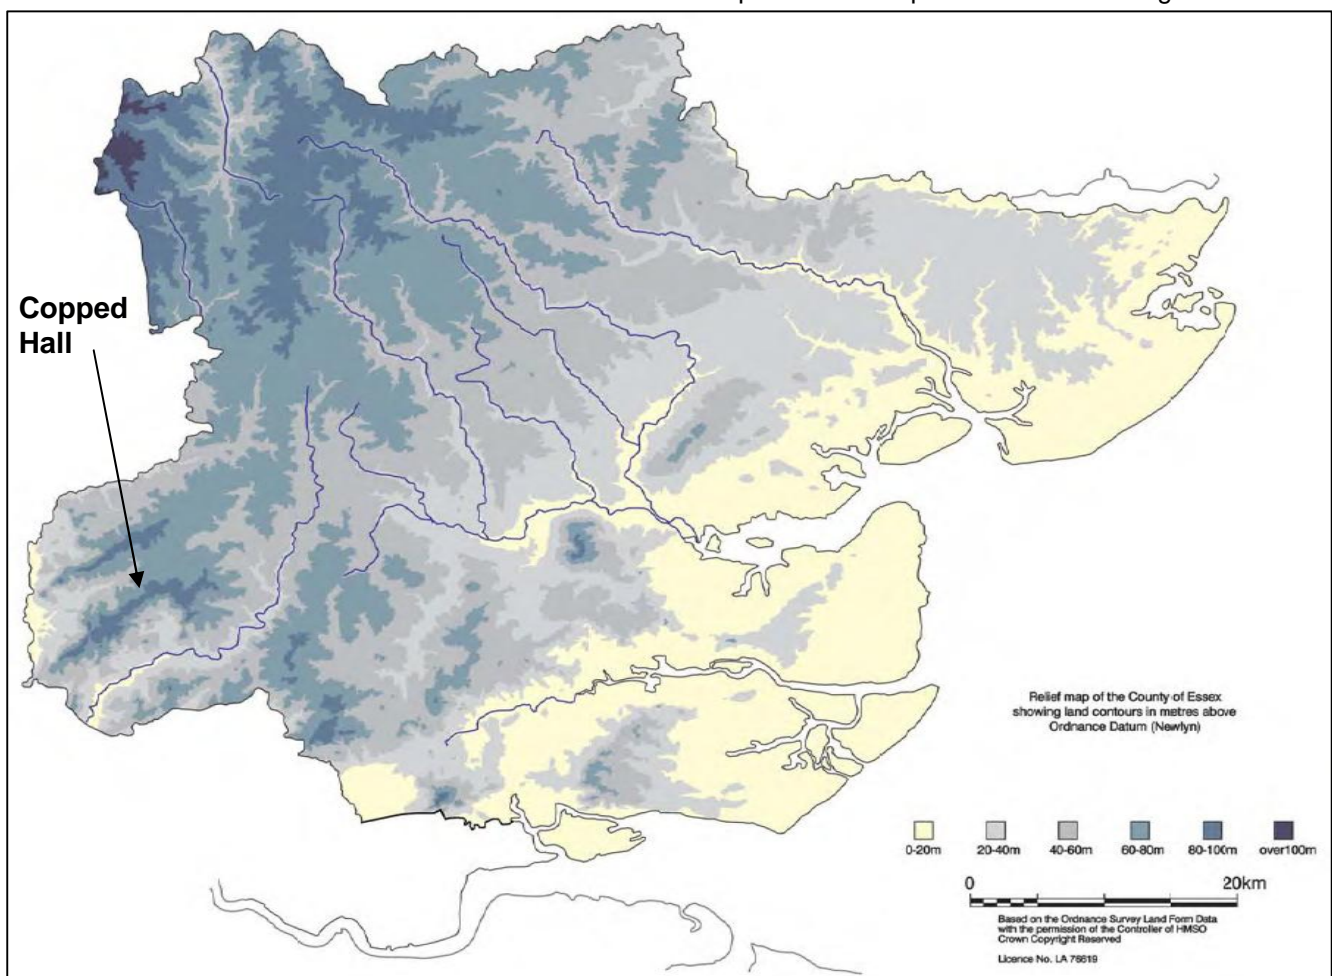 Copped
Hall
Relief map of the County of Essex
showing land contours in metres above
Ordnance Datum (Newlyn)
0-20m 20-40m 40-60m 60-80m 80-100m over100m
0 20km
Based on the Ordnance Survey Land Form Data
with the permission of the Controller of HMSO
Crown Copyright Reserved
Licence No. LA 76619